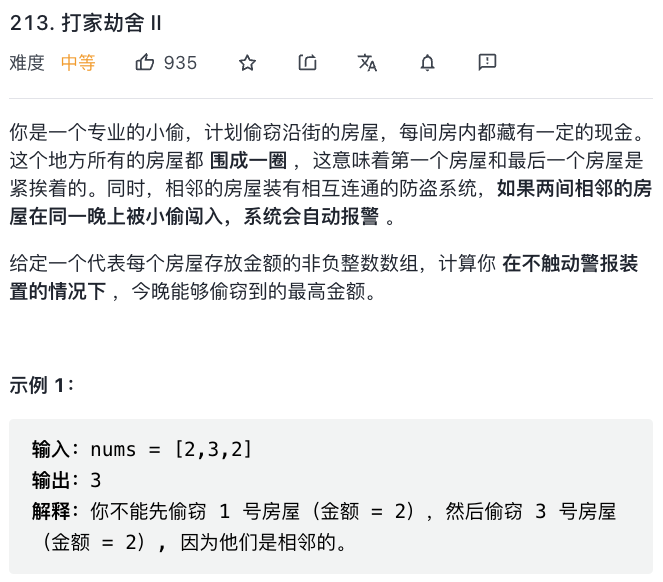 213. 打家劫舍 II
难度 中等 935
你是一个专业的小偷，计划偷窃沿街的房屋，每间房内都藏有一定的现金。
这个地方所有的房屋都 围成一圈 ，这意味着第一个房屋和最后一个房屋是
紧挨着的。同时，相邻的房屋装有相互连通的防盗系统，如果两间相邻的房
屋在同一晚上被小偷闯入，系统会自动报警 。
给定一个代表每个房屋存放金额的非负整数数组，计算你 在不触动警报装
置的情况下 ，今晚能够偷窃到的最高金额。
示例 1：
输入：nums = [2,3,2]
输出：3
解释：你不能先偷窃 1 号房屋（金额 = 2），然后偷窃 3 号房屋
（金额 = 2）, 因为他们是相邻的。